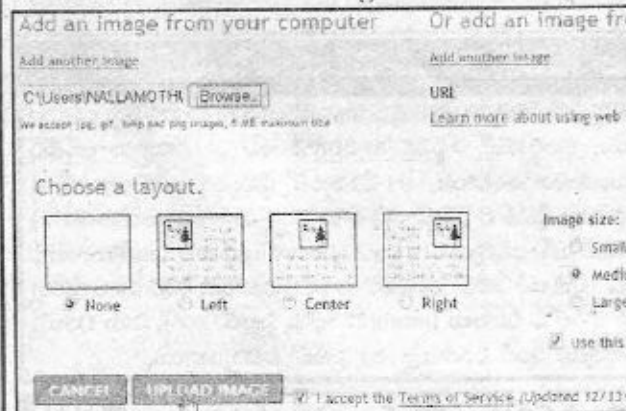 Add an image from your computer
Or add an image fro
Add another image
Add another image
C:\Users\NALLAMOTHU Browse...
URL
We accept jpg, gif, bmp and png images, 8 MB maximum size
Learn more about using web
Choose a layout.
Image size:
Small
Medi
Large
None
Left
Center
Right
Use this
CANCEL
UPLOAD IMAGE
I accept the Terms of Service (Updated 12/13